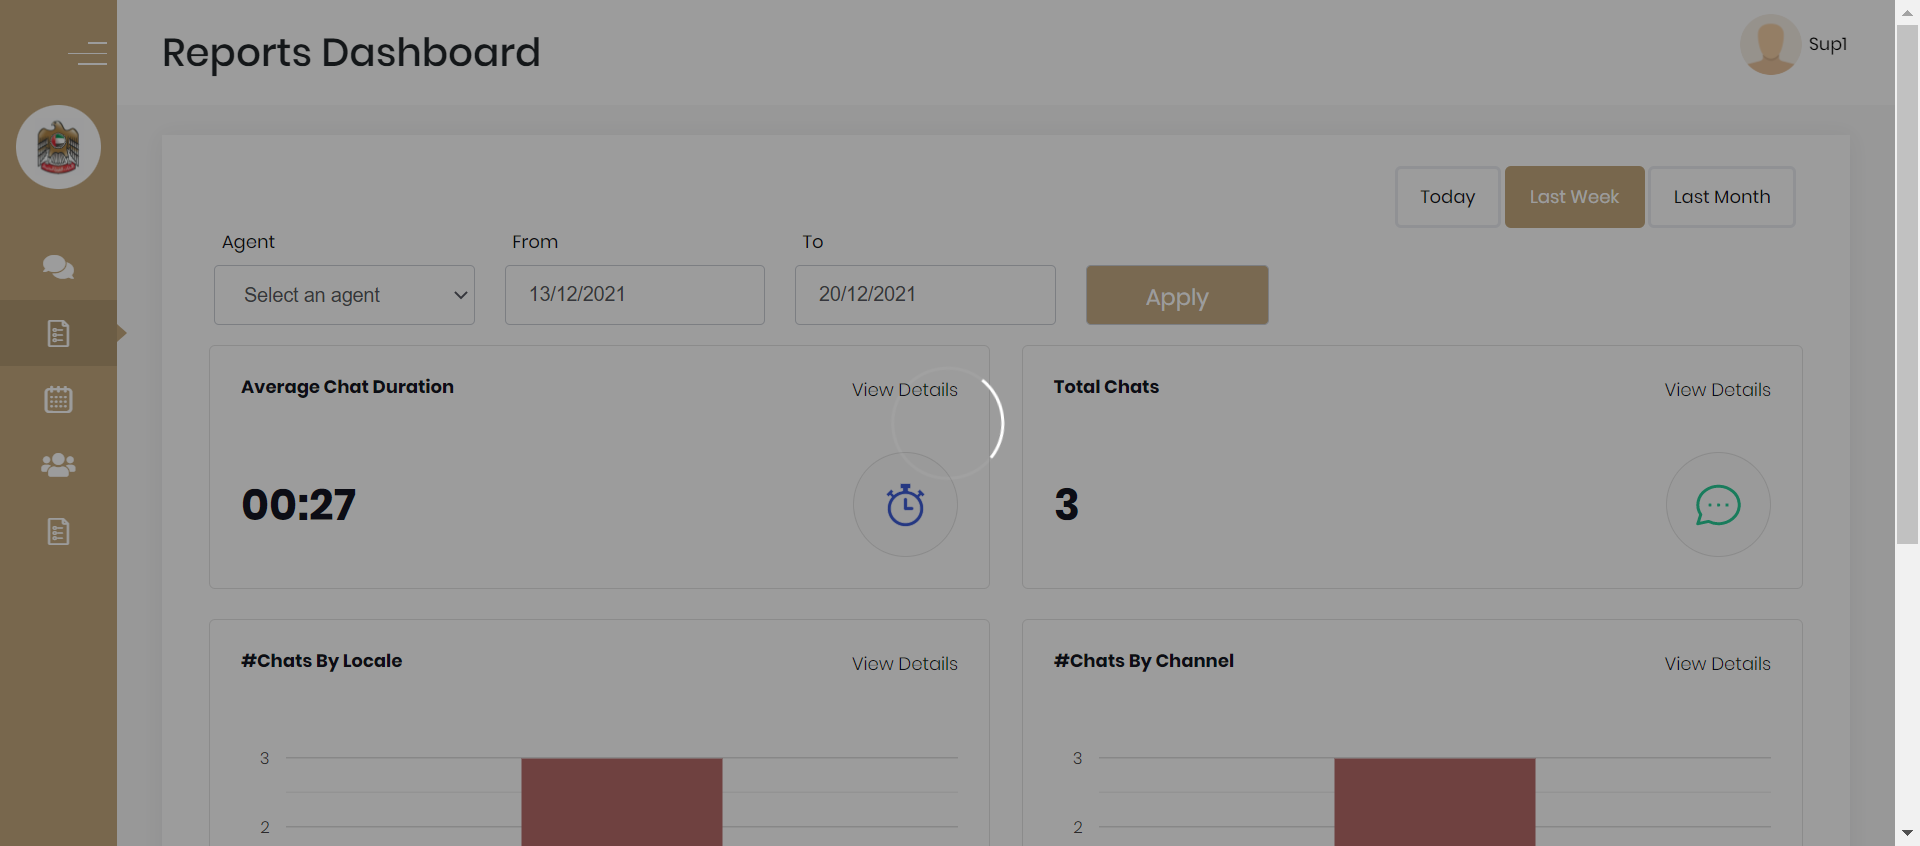 Reports Dashboard
Sup1
Today
Last Week
Last Month
Agent
From
To
Select an agent
13/12/2021
20/12/2021
Apply
Average Chat Duration
View Details
00:27
Total Chats
View Details
3
#Chats By Locale
View Details
3
2
#Chats By Channel
View Details
3
2